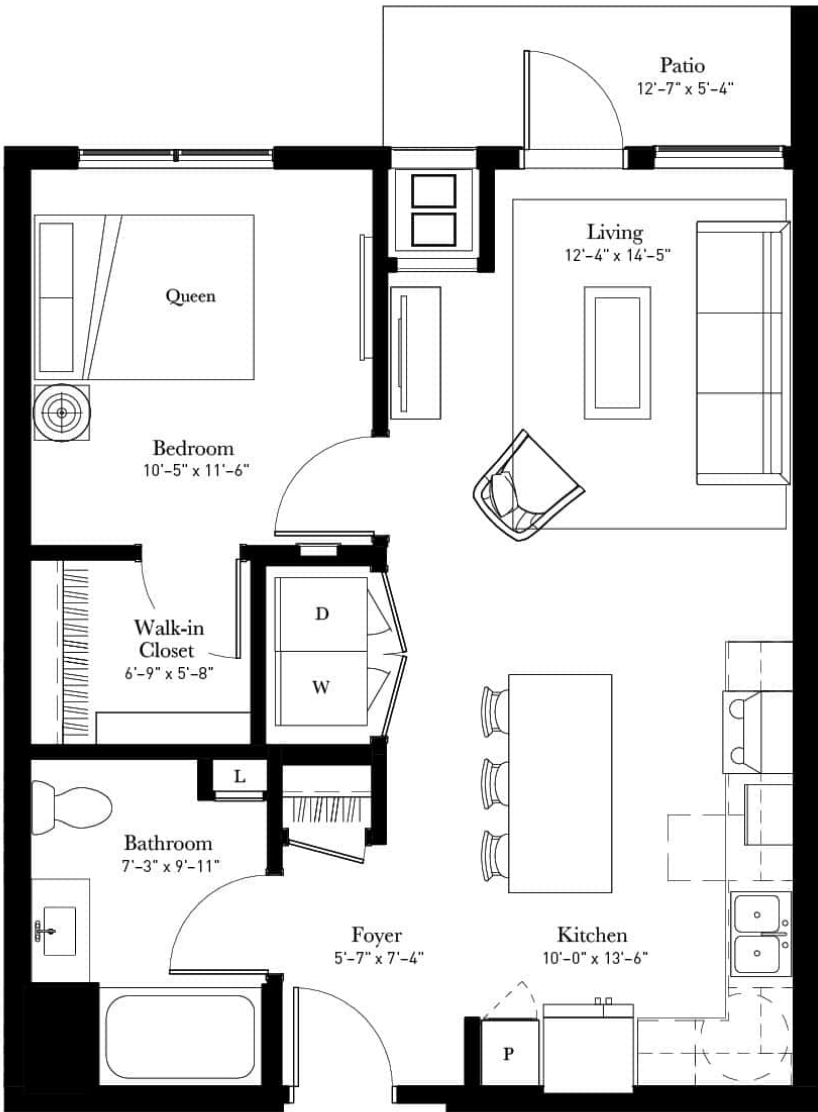 Patio
12'-7" x 5'-4"
Living
12'-4" x 14'-5"
Queen
Bedroom
10'-5" x 11'-6"
D
Walk-in
Closet
6'-9" x 5'-8"
W
L
Bathroom
7'-3" x 9'-11"
Foyer
5'-7" x 7'-4"
Kitchen
10'-0" x 13'-6"
P